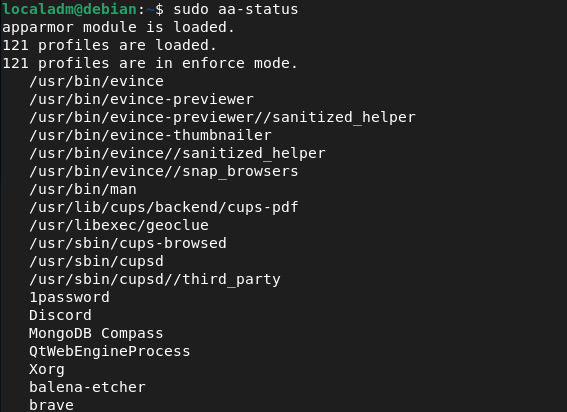 localadm@debian:~$ sudo aa-status
apparmor module is loaded.
121 profiles are loaded.
121 profiles are in enforce mode.
   /usr/bin/evince
   /usr/bin/evince-previewer
   /usr/bin/evince-previewer//sanitized_helper
   /usr/bin/evince-thumbnailer
   /usr/bin/evince//sanitized_helper
   /usr/bin/evince//snap_browsers
   /usr/bin/man
   /usr/lib/cups/backend/cups-pdf
   /usr/libexec/geoclue
   /usr/sbin/cups-browsed
   /usr/sbin/cupsd
   /usr/sbin/cupsd//third_party
   1password
   Discord
   MongoDB Compass
   QtWebEngineProcess
   Xorg
   balena-etcher
   brave